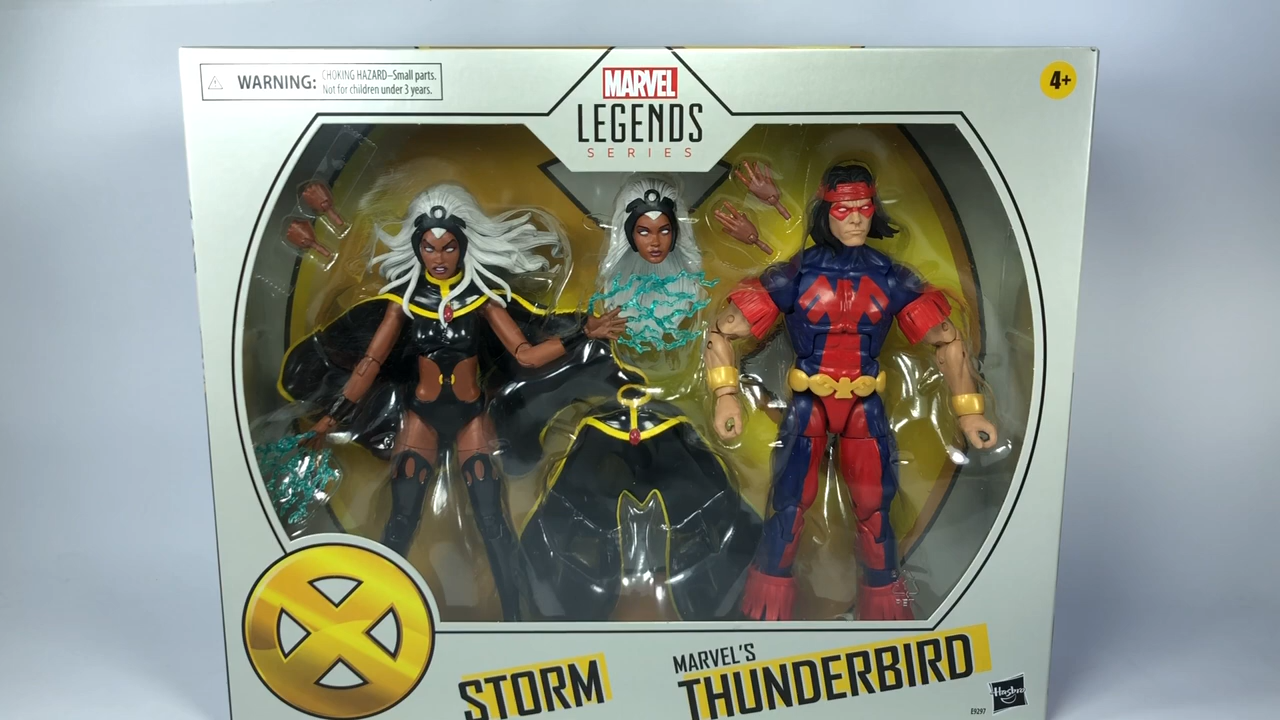 WARNING: CHOKING HAZARD–Small parts.
Not for children under 3 years.
MARVEL
LEGENDS
SERIES
4+
STORM
MARVEL'S
THUNDERBIRD
E9297
Hasbro